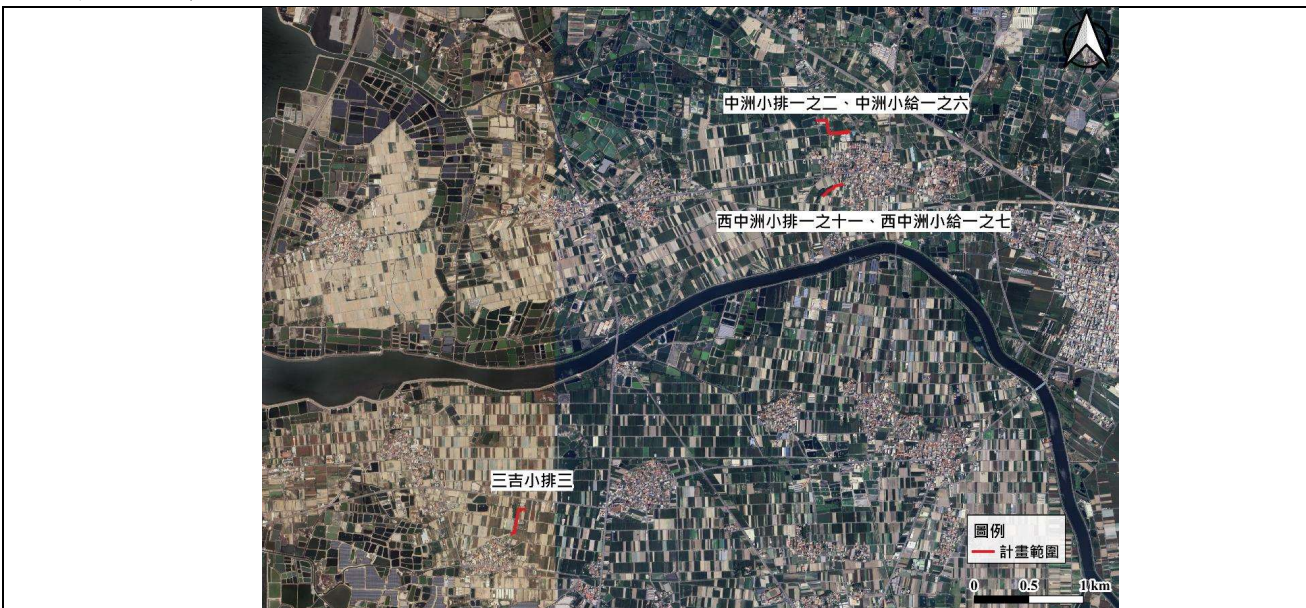 中洲小排一之二、中洲小給一之六
西中洲小排一之十一、西中洲小給一之七
三吉小排三
圖例
計畫範圍
0 0.5 1 km